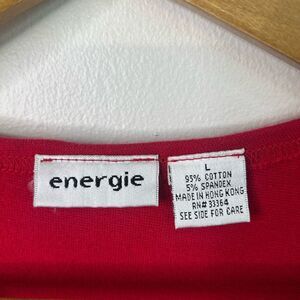 energie
L
95% COTTON
5% SPANDEX
MADE IN HONG KONG
RN# 33364
SEE SIDE FOR CARE